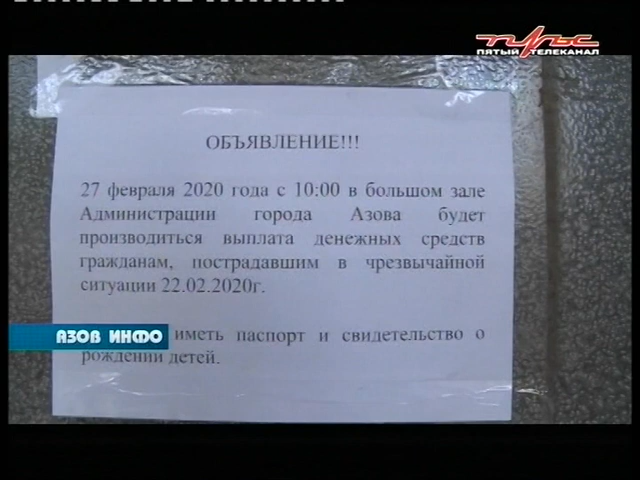 ПУЛЬС
ПЯТЫЙ ТЕЛЕКАНАЛ
ОБЪЯВЛЕНИЕ!!!
27 февраля 2020 года с 10:00 в большом зале
Администрации города Азова будет
производиться выплата денежных средств
гражданам, пострадавшим в чрезвычайной
ситуации 22.02.2020г.
иметь паспорт и свидетельство о
рождении детей.
АЗОВ ИНФО